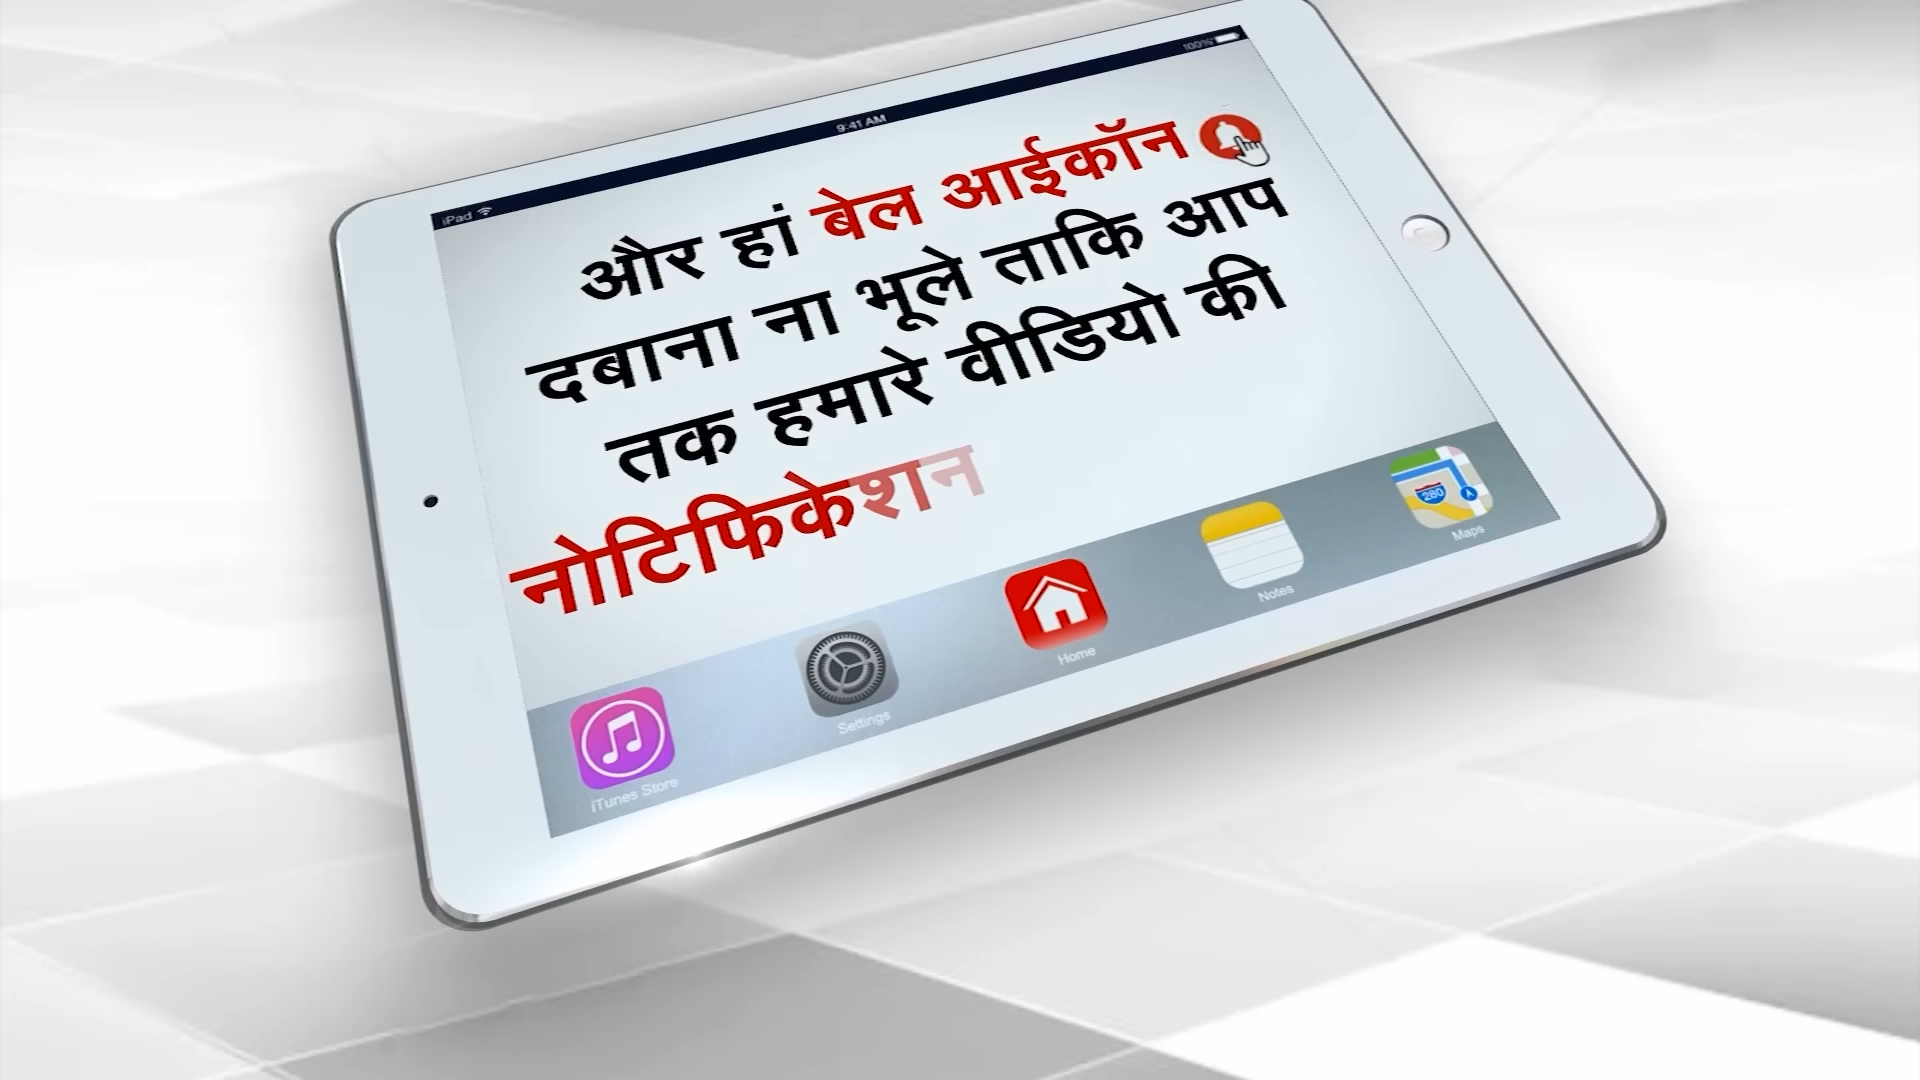 iPad
9:41 AM
100%
और हां बेल आईकॉन
दबाना ना भूले ताकि आप
तक हमारे वीडियो की
नोटिफिकेशन
iTunes Store
Settings
Home
Notes
Maps
280